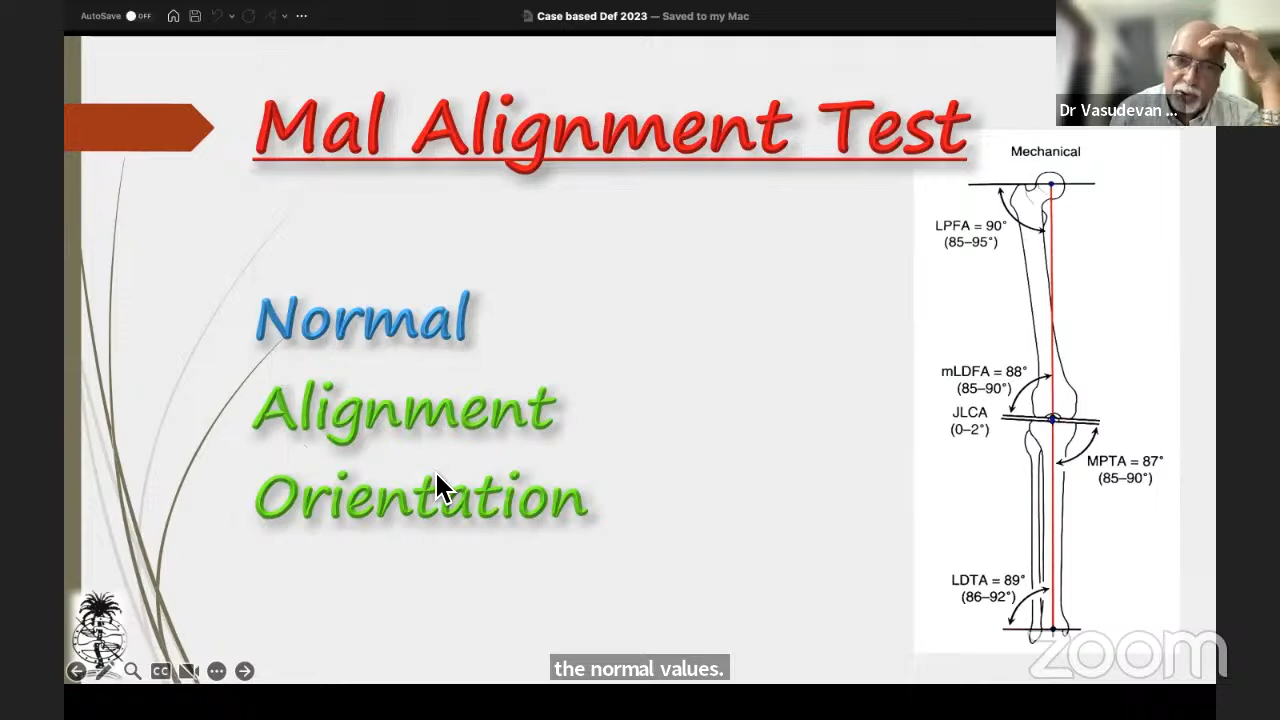 AutoSave OFF
Case based Def 2023 — Saved to my Mac
Dr Vasudevan ...
Mal Alignment Test
Normal
Alignment
Orientation
Mechanical
LPFA = 90°
(85–95°)
mLDFA = 88°
(85–90°)
JLCA
(0–2°)
MPTA = 87°
(85–90°)
LDTA = 89°
(86–92°)
CC
the normal values.
zoom